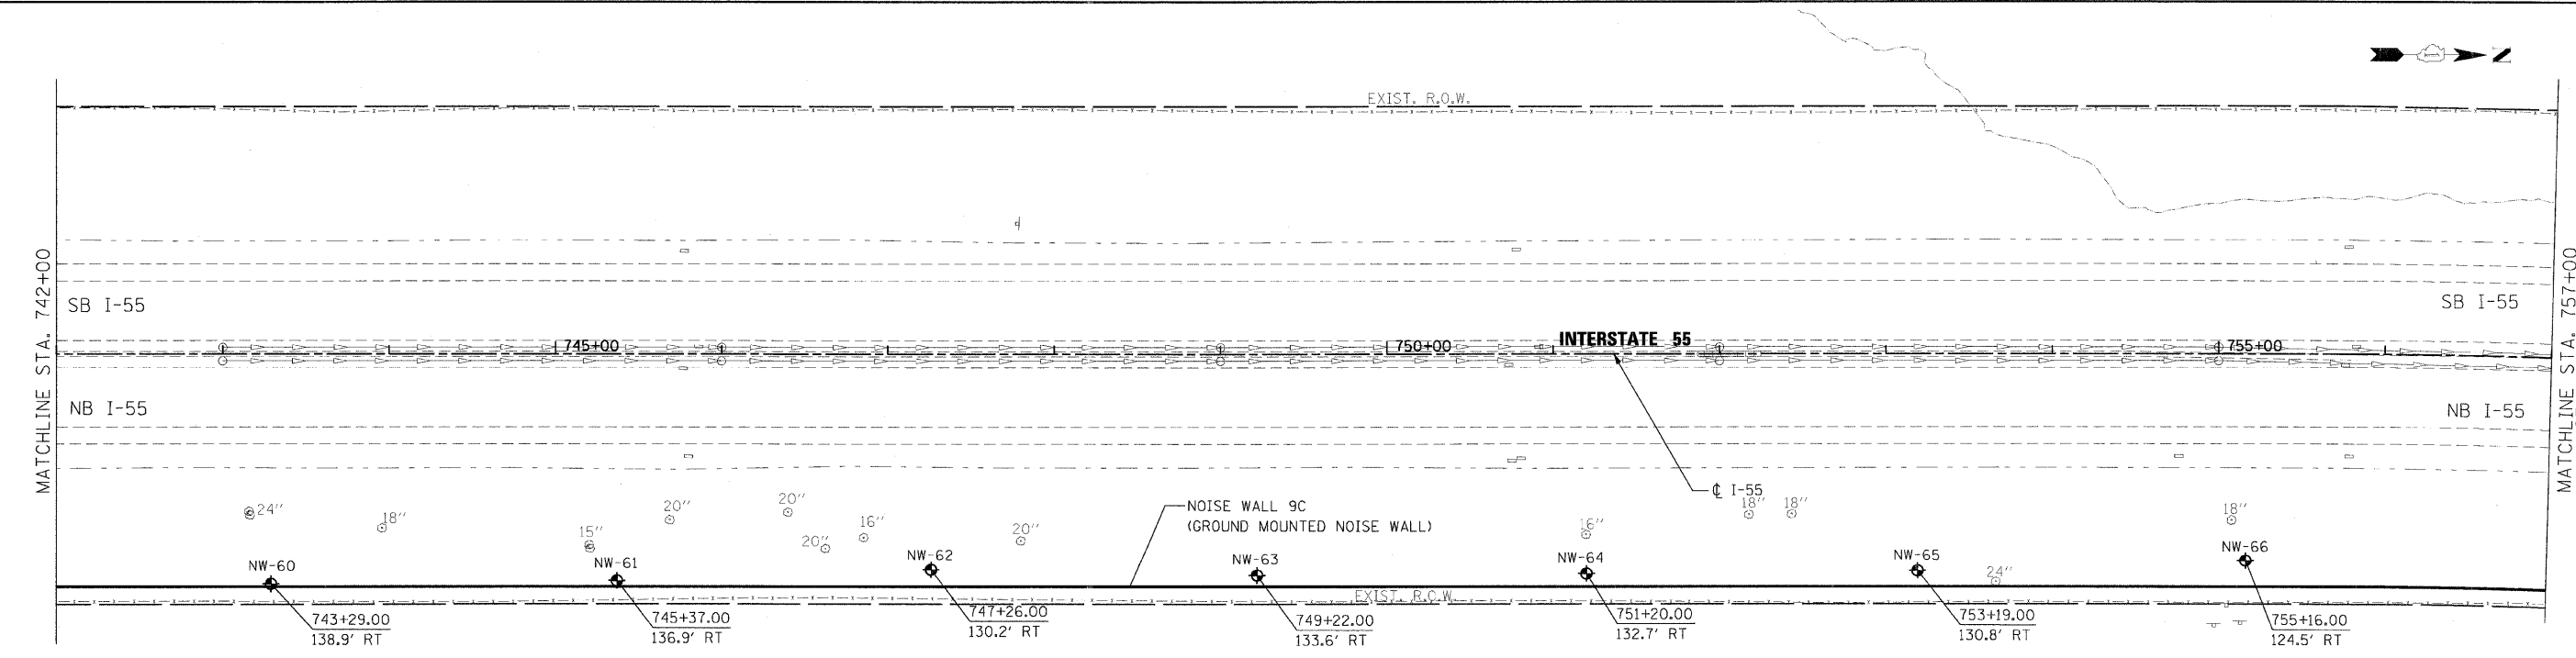 EXIST. R.O.W.
N
MATCHLINE STA. 742+00
SB I-55
SB I-55
MATCHLINE STA. 757+00
745+00
750+00
INTERSTATE 55
755+00
NB I-55
NB I-55
℄ I-55
24"
18"
15"
20"
20"
20"
16"
20"
NOISE WALL 9C
(GROUND MOUNTED NOISE WALL)
16"
18"
18"
24"
18"
NW-60
NW-61
NW-62
NW-63
NW-64
NW-65
NW-66
EXIST. R.O.W.
743+29.00
138.9' RT
745+37.00
136.9' RT
747+26.00
130.2' RT
749+22.00
133.6' RT
751+20.00
132.7' RT
753+19.00
130.8' RT
755+16.00
124.5' RT